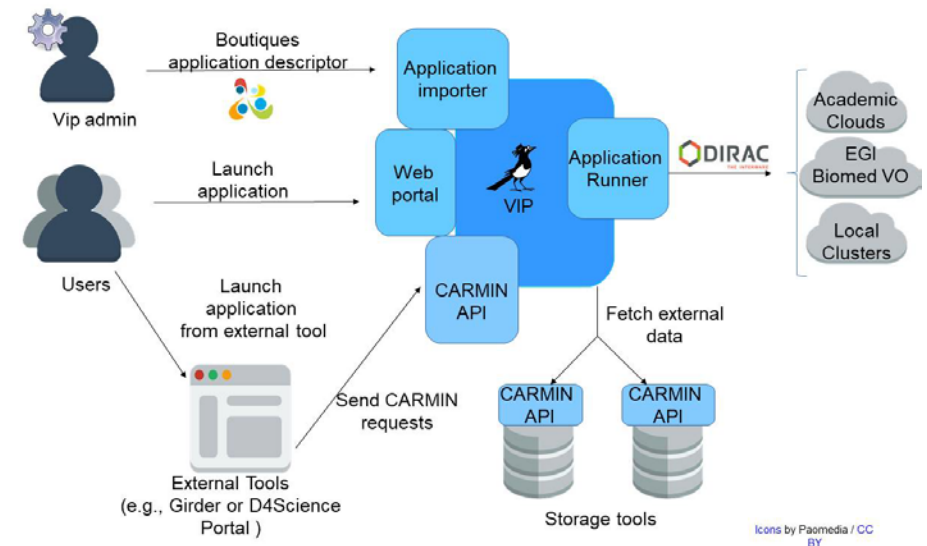 Boutiques
application descriptor
Vip admin
Application
importer
Launch
application
Web
portal
VIP
Application
Runner
DIRAC
THE INTERWARE
Academic
Clouds
EGI
Biomed VO
Local
Clusters
Users
Launch
application
from external tool
CARMIN
API
Fetch external
data
Send CARMIN
requests
CARMIN
API
CARMIN
API
External Tools
(e.g., Girder or D4Science
Portal )
Storage tools
Icons by Paomedia / CC
BY